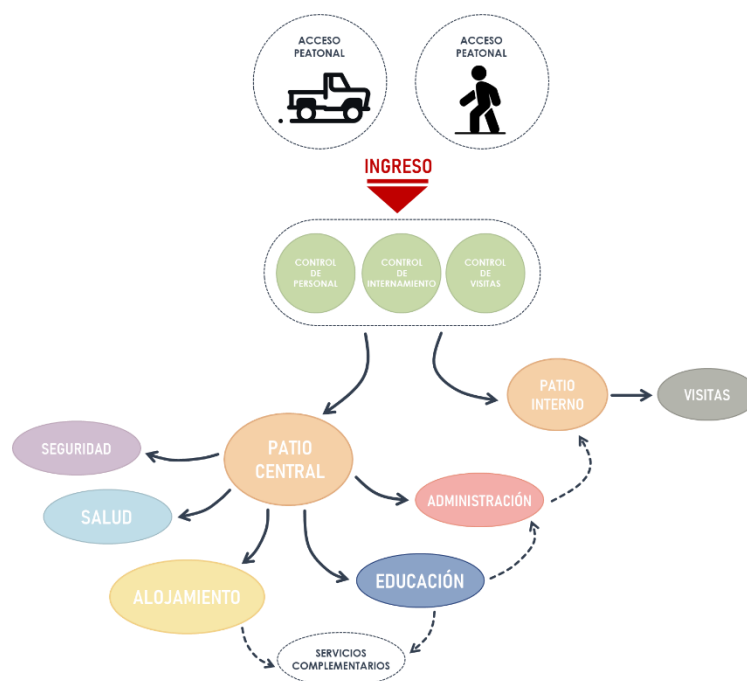 ACCESO
PEATONAL
ACCESO
PEATONAL
INGRESO
CONTROL
DE
PERSONAL
CONTROL
DE
INTERNAMIENTO
CONTROL
DE
VISITAS
PATIO
INTERNO
VISITAS
PATIO
CENTRAL
SEGURIDAD
SALUD
ADMINISTRACIÓN
ALOJAMIENTO
EDUCACIÓN
SERVICIOS
COMPLEMENTARIOS